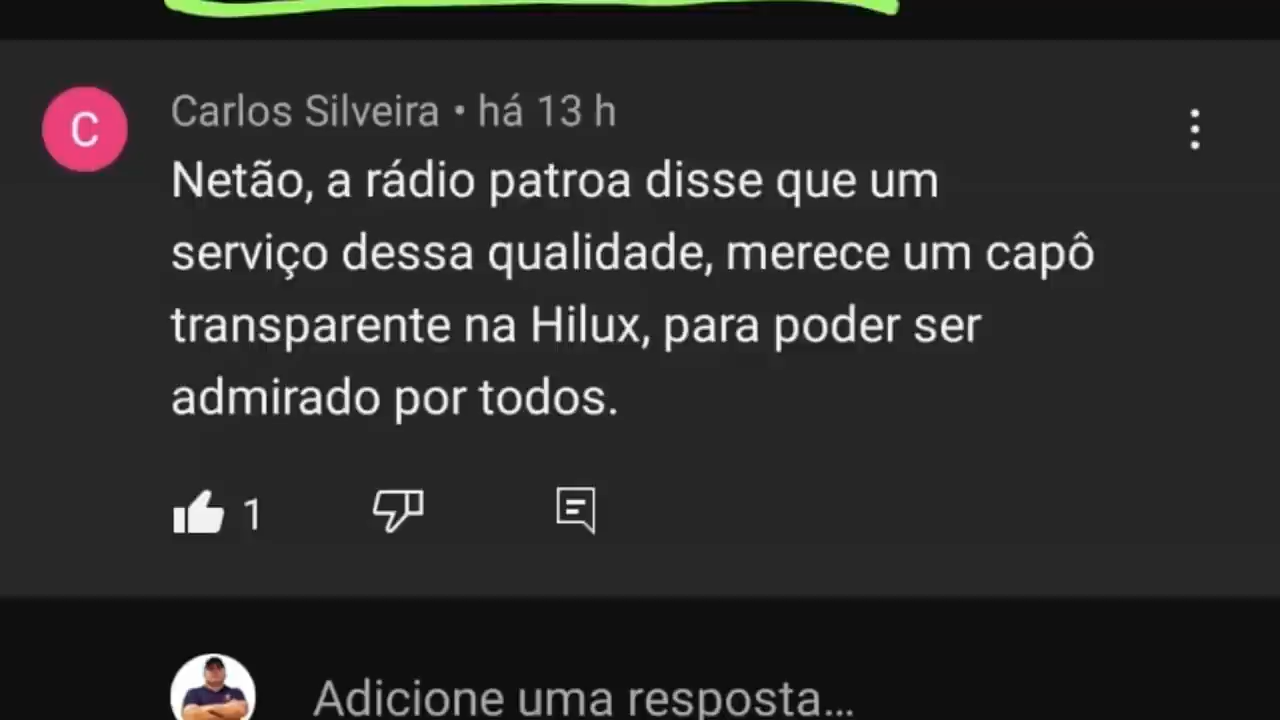 C
Carlos Silveira • há 13 h
Netão, a rádio patroa disse que um
serviço dessa qualidade, merece um capô
transparente na Hilux, para poder ser
admirado por todos.
1
Adicione uma resposta...